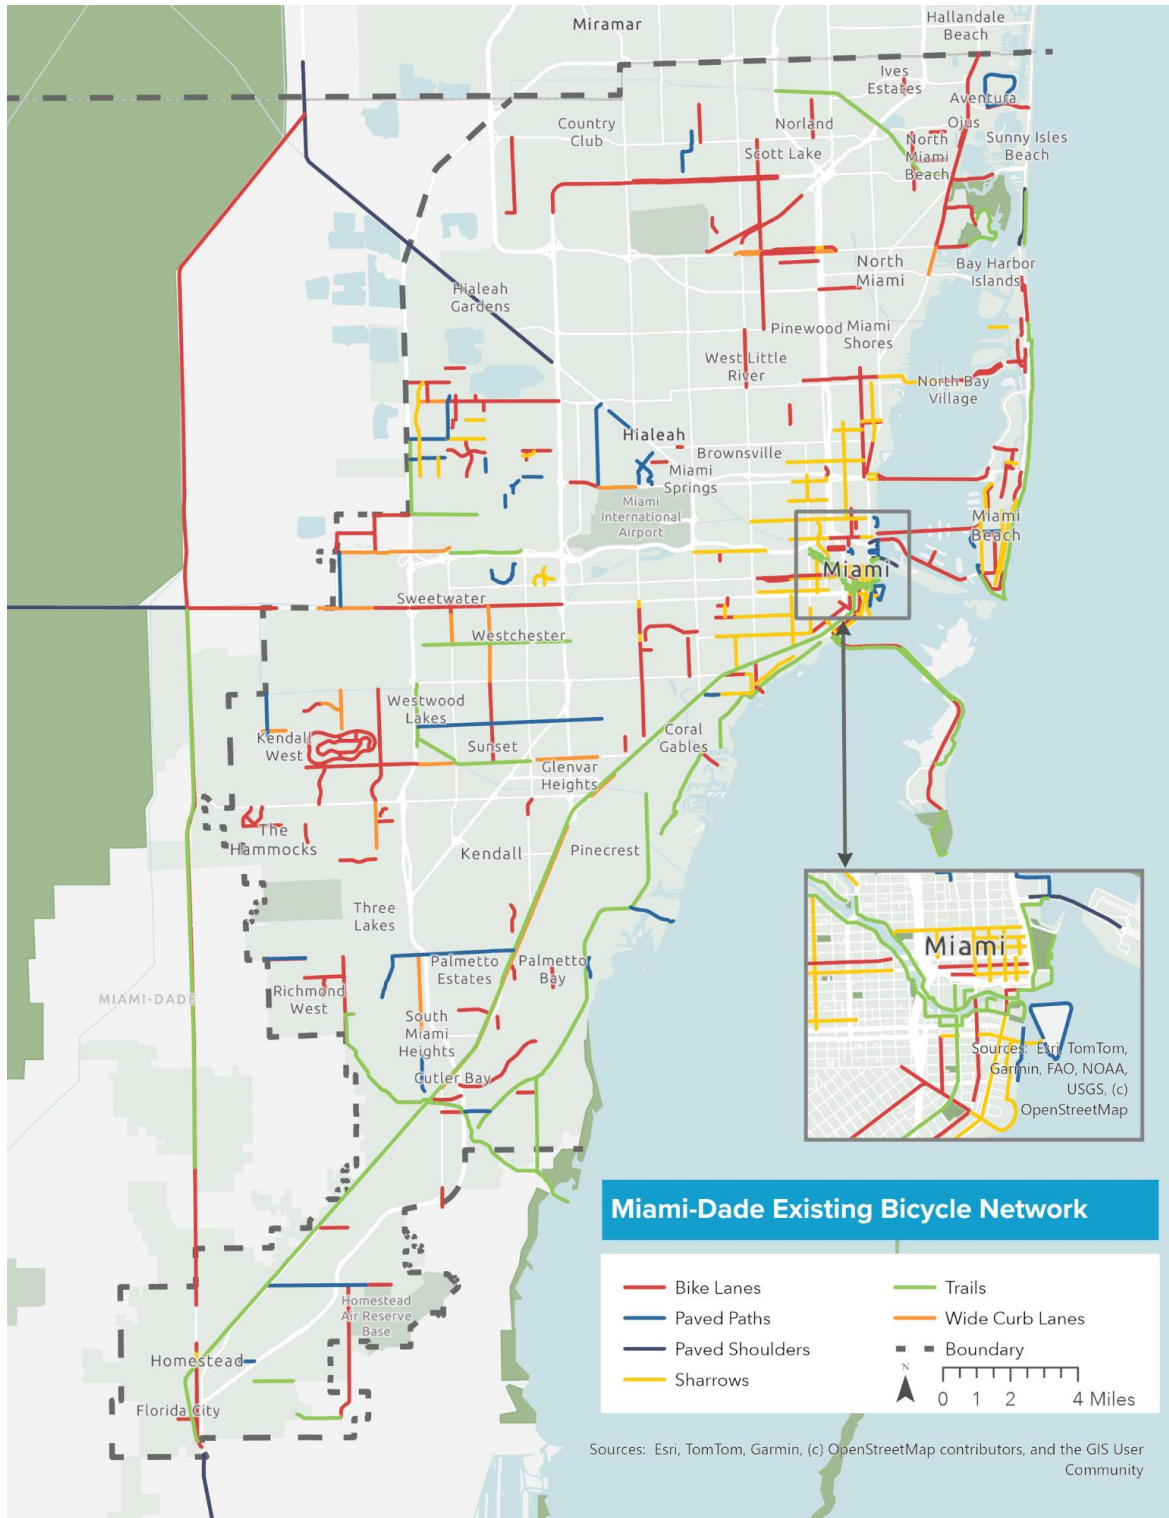 Miramar
Hallandale
Beach
Ives
Estates
Aventura
Country
Club
Norland
Ojus
Sunny Isles
Beach
North
Miami
Beach
Scott Lake
North
Miami
Bay Harbor
Islands
Hialeah
Gardens
Pinewood
Miami
Shores
West Little
River
North Bay
Village
Hialeah
Brownsville
Miami
Springs
Miami
International
Airport
Miami
Beach
Miami
Sweetwater
Westchester
Westwood
Lakes
Coral
Gables
Kendall
West
Sunset
Glenvar
Heights
The
Hammocks
Kendall
Pinecrest
Three
Lakes
Palmetto
Estates
Palmetto
Bay
MIAMI-DADE
Richmond
West
South
Miami
Heights
Cutler Bay
Homestead
Air Reserve
Base
Homestead
Florida City
Miami
Sources: Esri, TomTom,
Garmin, FAO, NOAA,
USGS, (c)
OpenStreetMap
Miami-Dade Existing Bicycle Network
Bike Lanes
Trails
Paved Paths
Wide Curb Lanes
Paved Shoulders
Boundary
Sharrows
N
0 1 2 4 Miles
Sources: Esri, TomTom, Garmin, (c) OpenStreetMap contributors, and the GIS User
Community